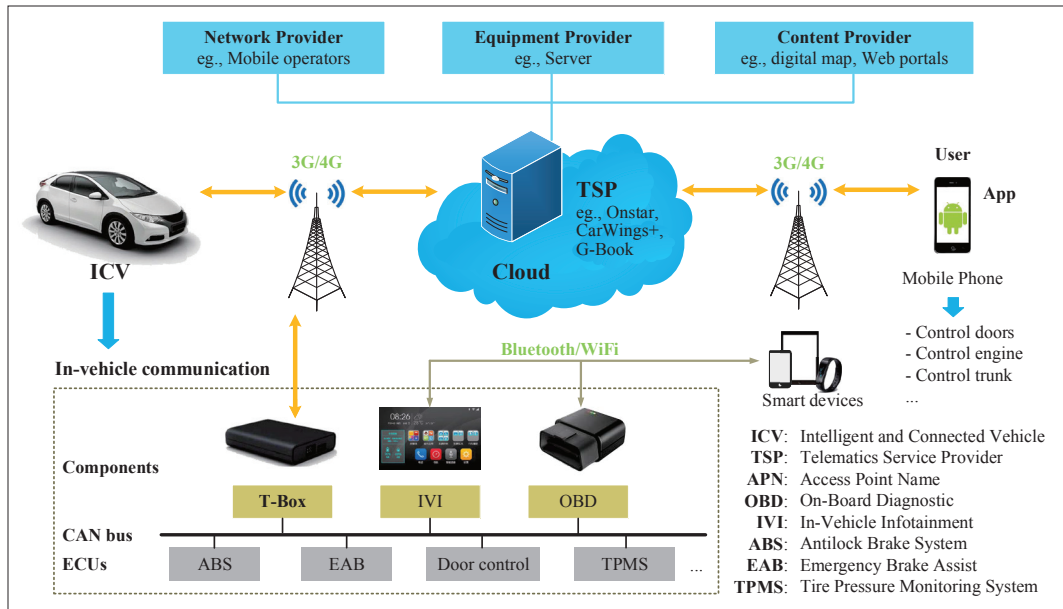 Network Provider
eg., Mobile operators
Equipment Provider
eg., Server
Content Provider
eg., digital map, Web portals
3G/4G
3G/4G
User
App
TSP
eg., Onstar,
CarWings+,
G-Book
Cloud
ICV
Mobile Phone
- Control doors
- Control engine
- Control trunk
...
Bluetooth/WiFi
In-vehicle communication
Smart devices
08:26
Components
T-Box
IVI
OBD
CAN bus
ECUs
ABS
EAB
Door control
TPMS
...
ICV: Intelligent and Connected Vehicle
TSP: Telematics Service Provider
APN: Access Point Name
OBD: On-Board Diagnostic
IVI: In-Vehicle Infotainment
ABS: Antilock Brake System
EAB: Emergency Brake Assist
TPMS: Tire Pressure Monitoring System